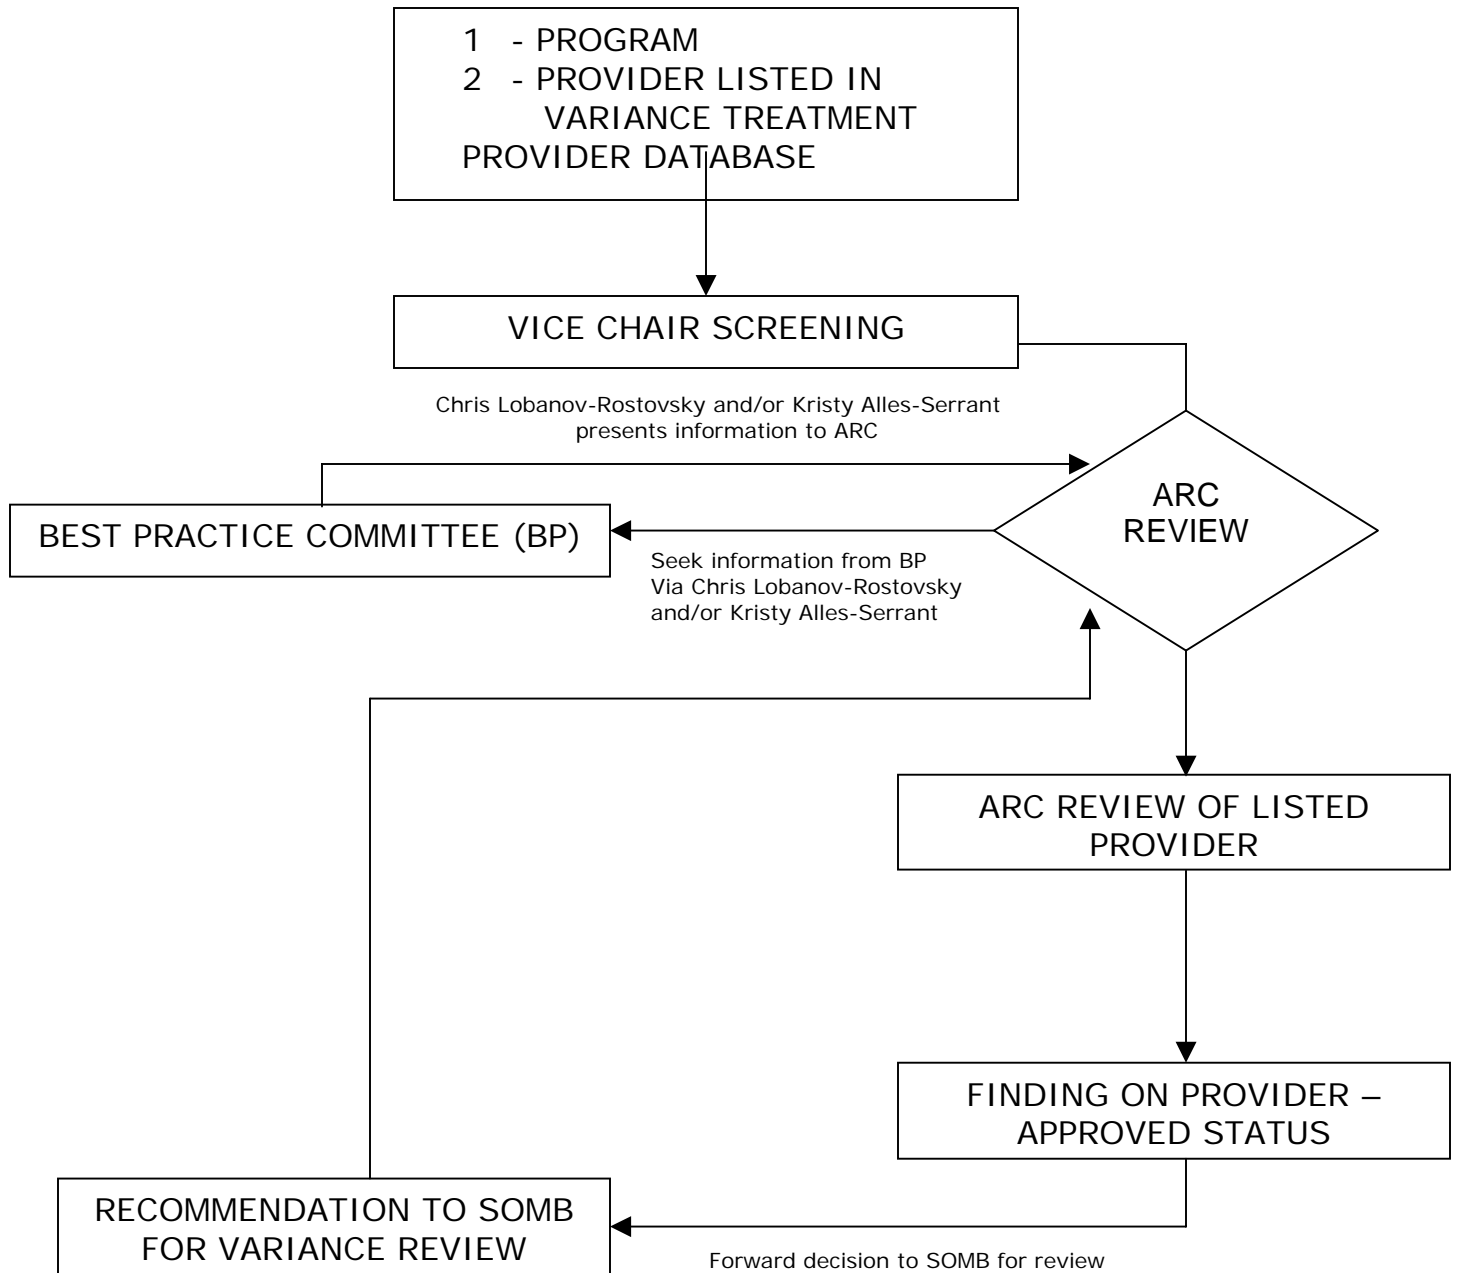 1 - PROGRAM
2 - PROVIDER LISTED IN
VARIANCE TREATMENT
PROVIDER DATABASE
VICE CHAIR SCREENING
Chris Lobanov-Rostovsky and/or Kristy Alles-Serrant
presents information to ARC
ARC
REVIEW
BEST PRACTICE COMMITTEE (BP)
Seek information from BP
Via Chris Lobanov-Rostovsky
and/or Kristy Alles-Serrant
ARC REVIEW OF LISTED
PROVIDER
FINDING ON PROVIDER –
APPROVED STATUS
RECOMMENDATION TO SOMB
FOR VARIANCE REVIEW
Forward decision to SOMB for review